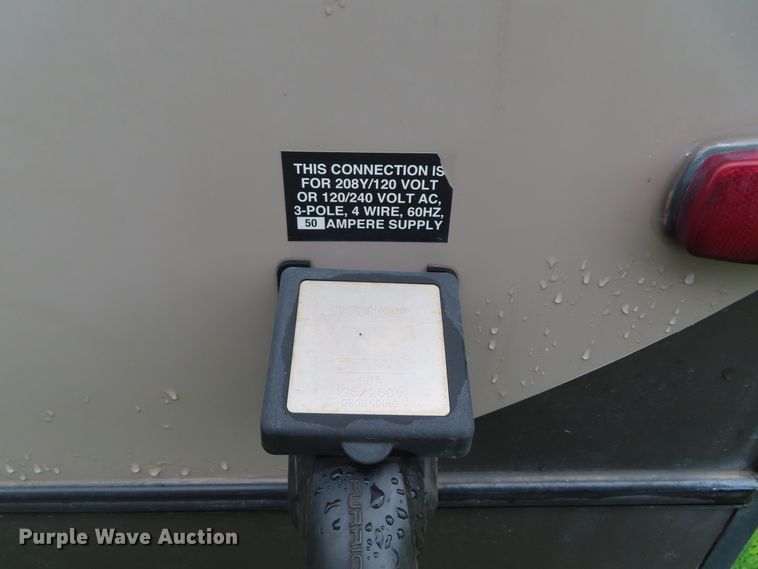 THIS CONNECTION IS
FOR 208Y/120 VOLT
OR 120/240 VOLT AC,
3-POLE, 4 WIRE, 60HZ,
50 AMPERE SUPPLY
50A
125/250V
GROUNDING
Purple Wave Auction